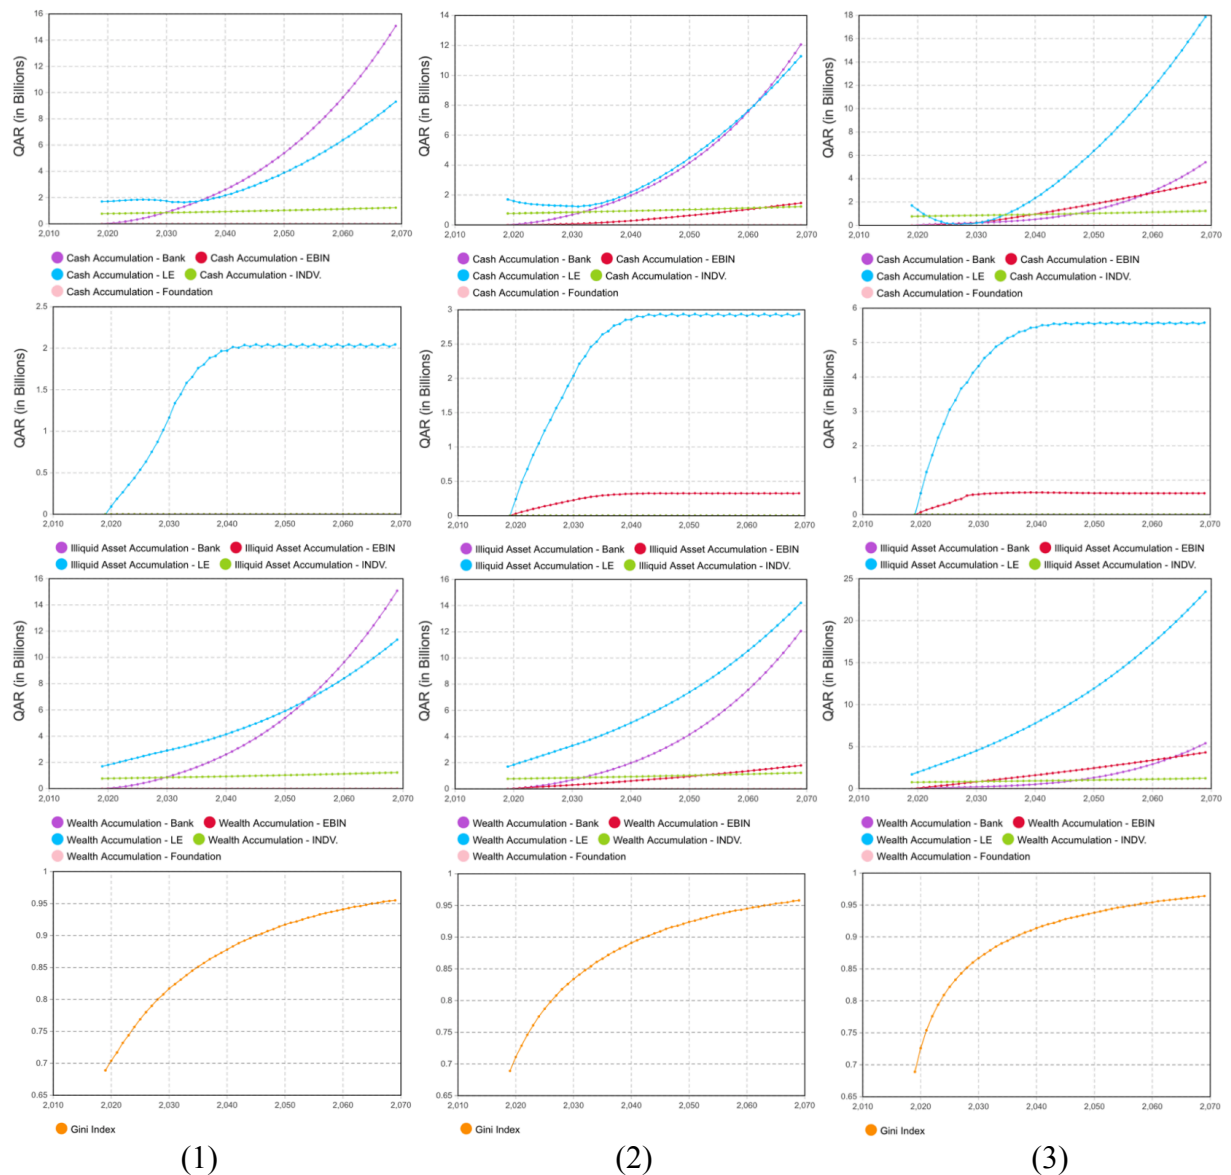 QAR (in Billions)
16
14
12
10
8
6
4
2
0
2,010 2,020 2,030 2,040 2,050 2,060 2,070
Cash Accumulation - Bank Cash Accumulation - EBIN
Cash Accumulation - LE Cash Accumulation - INDV.
Cash Accumulation - Foundation
QAR (in Billions)
14
12
10
8
6
4
2
0
2,010 2,020 2,030 2,040 2,050 2,060 2,070
Cash Accumulation - Bank Cash Accumulation - EBIN
Cash Accumulation - LE Cash Accumulation - INDV.
Cash Accumulation - Foundation
QAR (in Billions)
18
16
14
12
10
8
6
4
2
0
2,010 2,020 2,030 2,040 2,050 2,060 2,070
Cash Accumulation - Bank Cash Accumulation - EBIN
Cash Accumulation - LE Cash Accumulation - INDV.
Cash Accumulation - Foundation
QAR (in Billions)
2.5
2
1.5
1
0.5
0
2,010 2,020 2,030 2,040 2,050 2,060 2,070
Illiquid Asset Accumulation - Bank Illiquid Asset Accumulation - EBIN
Illiquid Asset Accumulation - LE Illiquid Asset Accumulation - INDV.
QAR (in Billions)
3
2.5
2
1.5
1
0.5
0
2,010 2,020 2,030 2,040 2,050 2,060 2,070
Illiquid Asset Accumulation - Bank Illiquid Asset Accumulation - EBIN
Illiquid Asset Accumulation - LE Illiquid Asset Accumulation - INDV.
QAR (in Billions)
6
5
4
3
2
1
0
2,010 2,020 2,030 2,040 2,050 2,060 2,070
Illiquid Asset Accumulation - Bank Illiquid Asset Accumulation - EBIN
Illiquid Asset Accumulation - LE Illiquid Asset Accumulation - INDV.
QAR (in Billions)
16
14
12
10
8
6
4
2
0
2,010 2,020 2,030 2,040 2,050 2,060 2,070
Wealth Accumulation - Bank Wealth Accumulation - EBIN
Wealth Accumulation - LE Wealth Accumulation - INDV.
Wealth Accumulation - Foundation
QAR (in Billions)
16
14
12
10
8
6
4
2
0
2,010 2,020 2,030 2,040 2,050 2,060 2,070
Wealth Accumulation - Bank Wealth Accumulation - EBIN
Wealth Accumulation - LE Wealth Accumulation - INDV.
Wealth Accumulation - Foundation
QAR (in Billions)
25
20
15
10
5
0
2,010 2,020 2,030 2,040 2,050 2,060 2,070
Wealth Accumulation - Bank Wealth Accumulation - EBIN
Wealth Accumulation - LE Wealth Accumulation - INDV.
Wealth Accumulation - Foundation
1
0.95
0.9
0.85
0.8
0.75
0.7
0.65
2,010 2,020 2,030 2,040 2,050 2,060 2,070
Gini Index
1
0.95
0.9
0.85
0.8
0.75
0.7
0.65
2,010 2,020 2,030 2,040 2,050 2,060 2,070
Gini Index
1
0.95
0.9
0.85
0.8
0.75
0.7
0.65
2,010 2,020 2,030 2,040 2,050 2,060 2,070
Gini Index
(1) (2) (3)